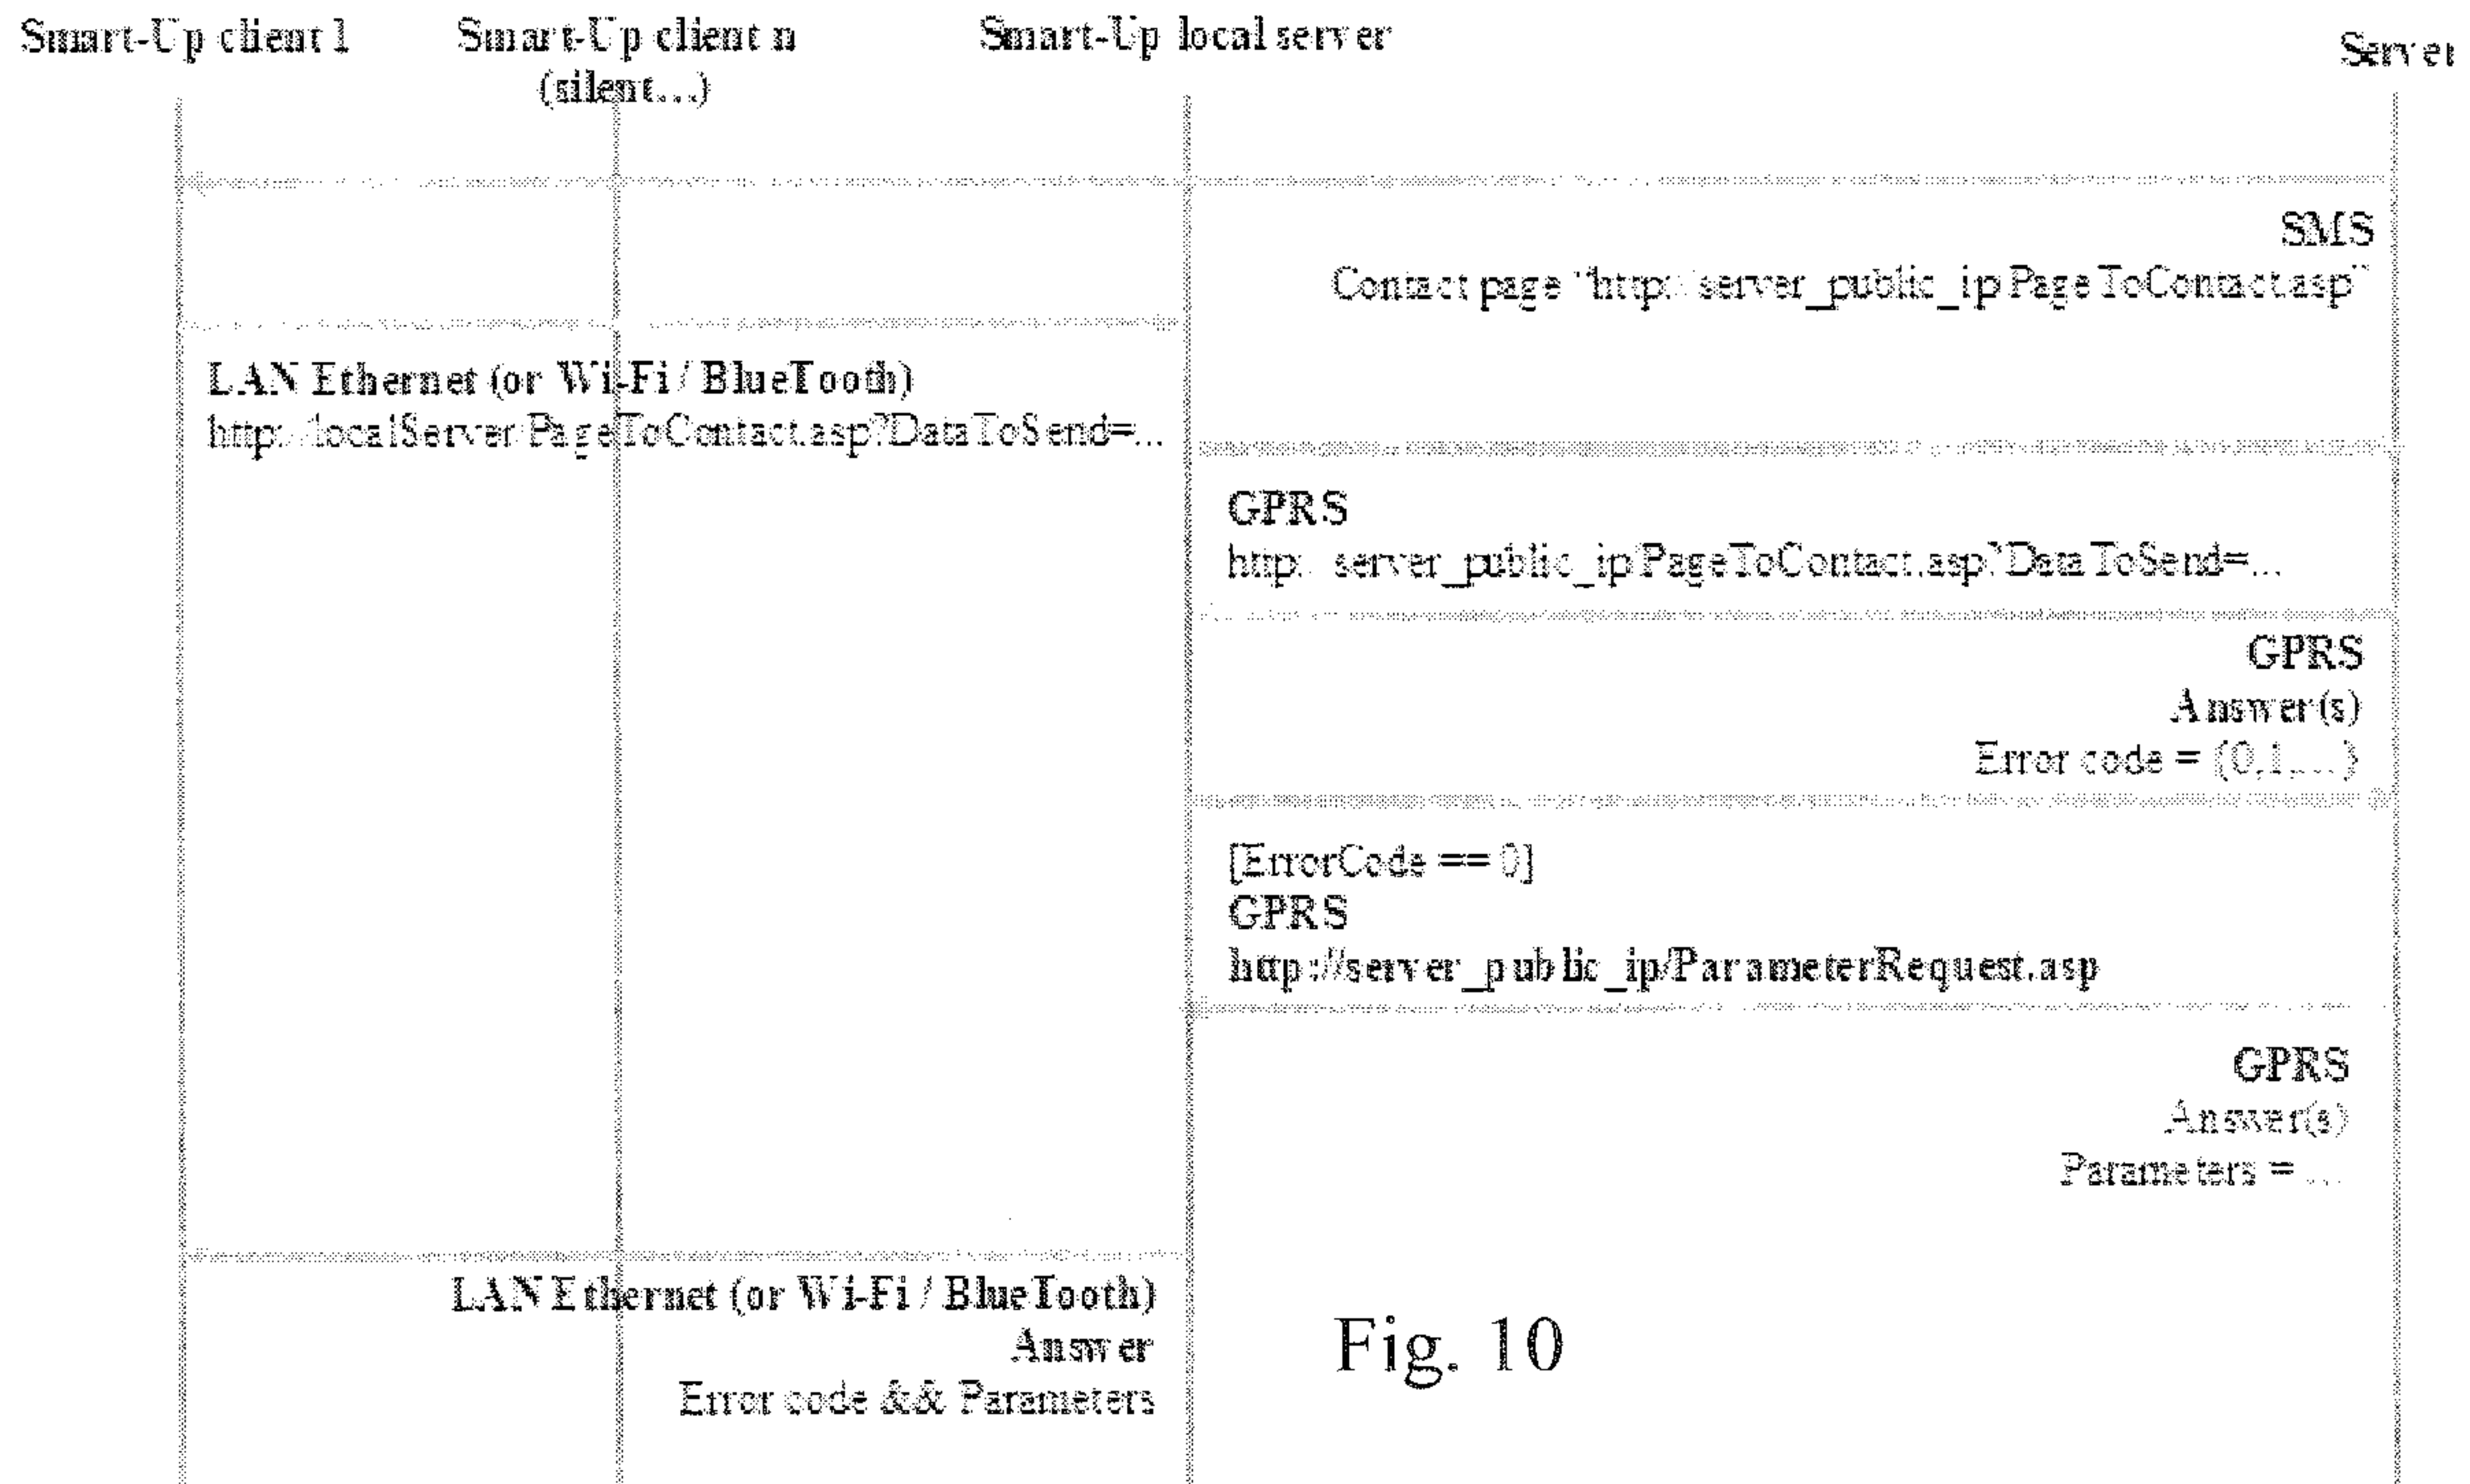 Smart-Up client 1
Smart-Up client n
(silent...)
Smart-Up local server
Server
SMS
Contact page "http://server_public_ip/PageToContact.asp"
LAN Ethernet (or Wi-Fi / BlueTooth)
http://localServer/PageToContact.asp?DataToSend=...
GPRS
http://server_public_ip/PageToContact.asp?DataToSend=...
GPRS
Answer(s)
Error code = {0,1,...}
[ErrorCode == 0]
GPRS
http://server_public_ip/ParameterRequest.asp
GPRS
Answer(s)
Parameters = ...
LAN Ethernet (or Wi-Fi / BlueTooth)
Answer
Error code && Parameters
Fig. 10